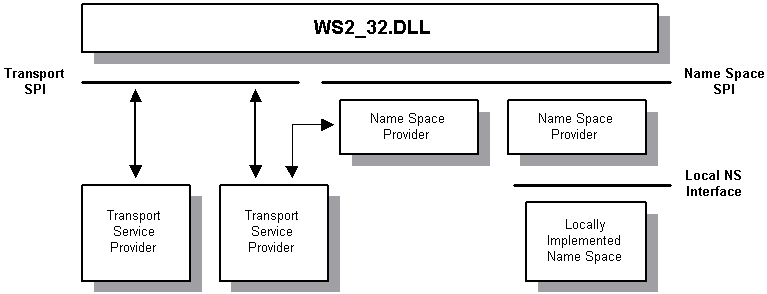 WS2_32.DLL
Transport
SPI
Name Space
SPI
Name Space
Provider
Name Space
Provider
Local NS
Interface
Transport
Service
Provider
Transport
Service
Provider
Locally
Implemented
Name Space